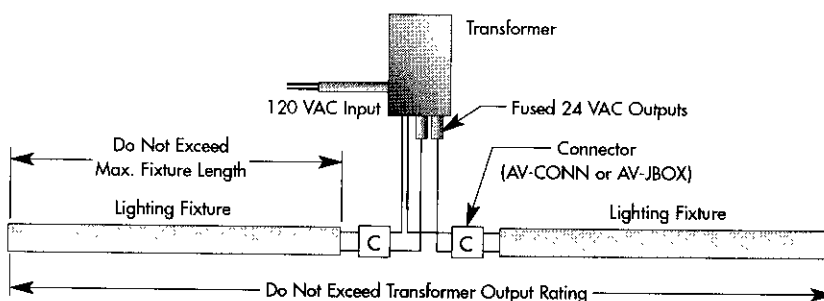 Transformer
120 VAC Input
Fused 24 VAC Outputs
Do Not Exceed
Max. Fixture Length
Connector
(AV-CONN or AV-JBOX)
Lighting Fixture
Lighting Fixture
C
C
Do Not Exceed Transformer Output Rating